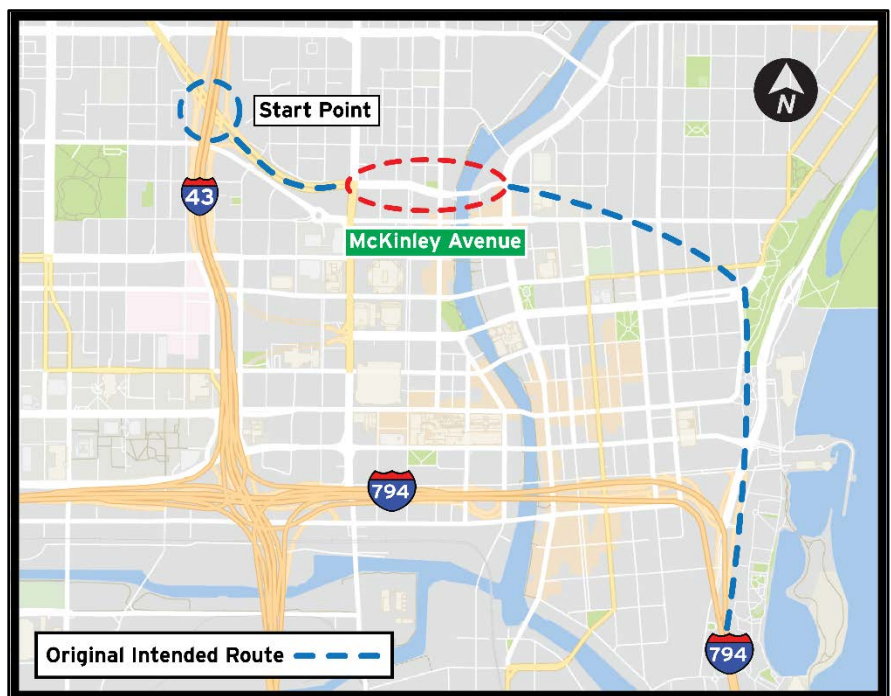 N
Start Point
43
McKinley Avenue
794
794
Original Intended Route